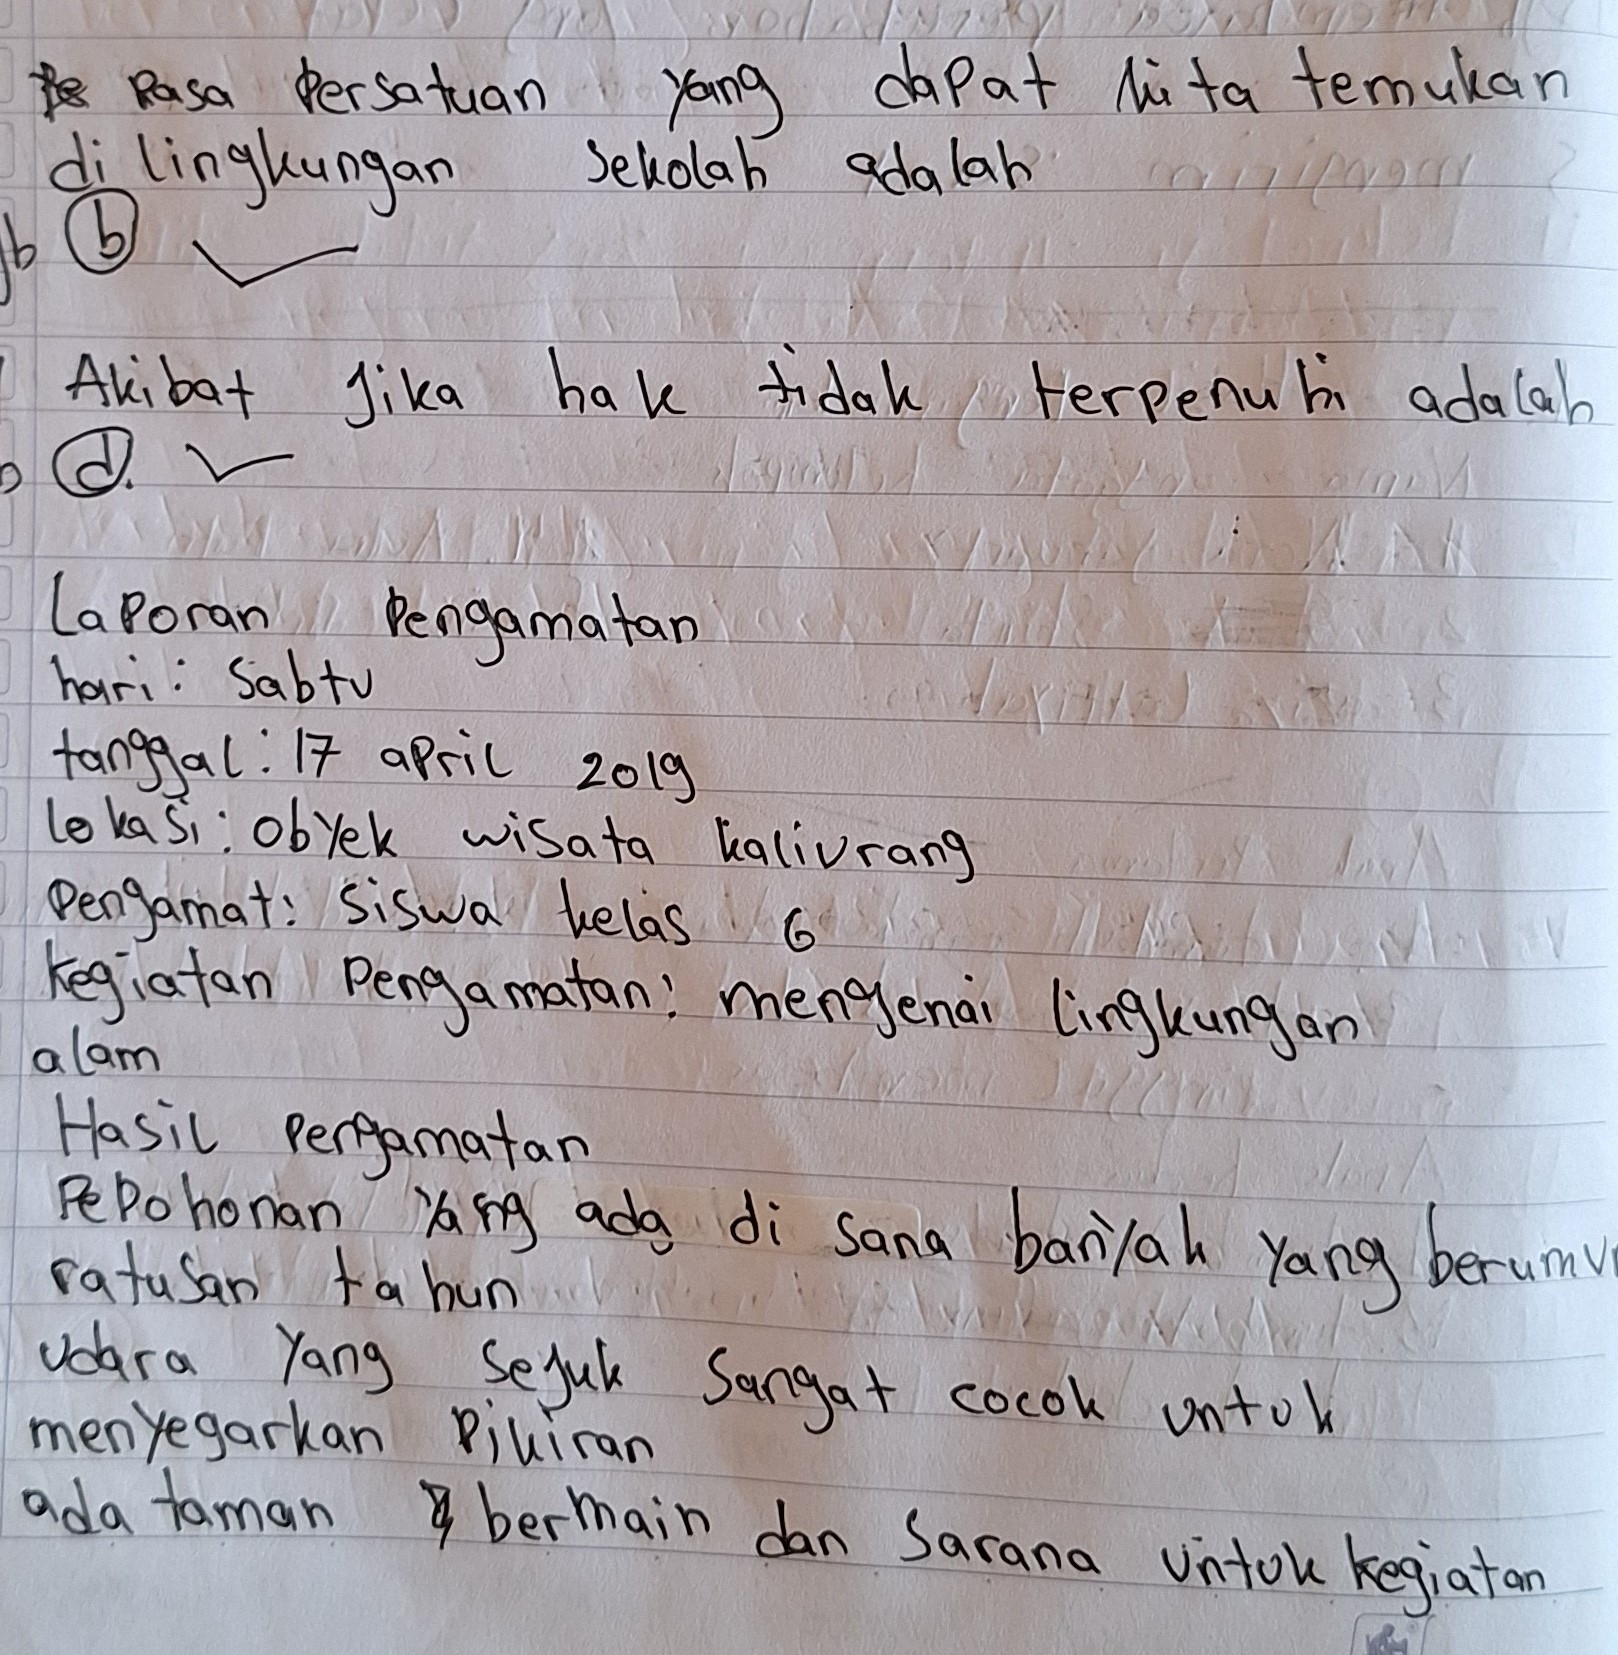 Rasa Persatuan yang dapat kita temukan
di lingkungan sekolah adalah
jb (b)
Akibat jika hak tidak terpenuhi adalah
(d).
Laporan Pengamatan
hari: Sabtu
tanggal: 17 april 2019
lokasi: Obyek wisata kaliurang
Pengamat: siswa kelas 6
kegiatan Pengamatan: mengenai lingkungan
alam
Hasil Pengamatan
Pepohonan yang ada di sana banyak yang berumur
ratusan tahun
Udara yang sejuk sangat cocok untuk
menyegarkan pikiran
ada taman bermain dan sarana untuk kegiatan